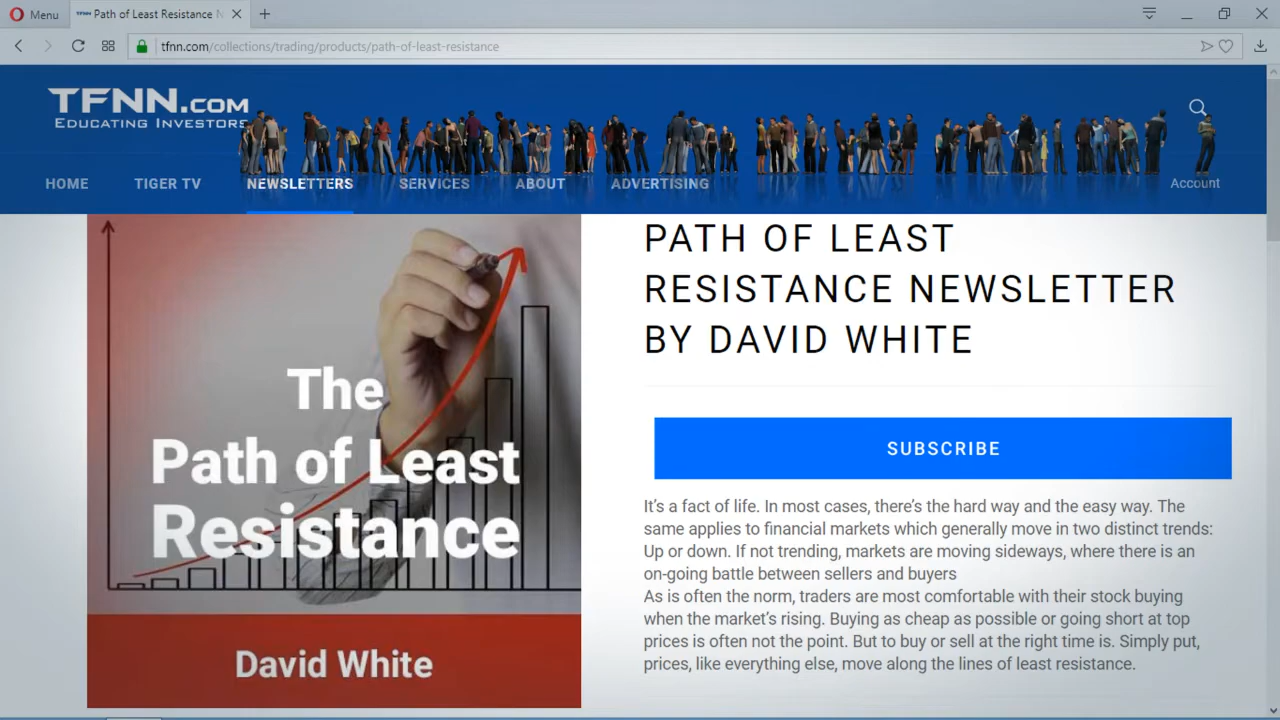 Menu
TFNN Path of Least Resistance N
tfnn.com/collections/trading/products/path-of-least-resistance
TFNN.COM
EDUCATING INVESTORS
HOME TIGER TV NEWSLETTERS SERVICES ABOUT ADVERTISING Account
The
Path of Least
Resistance
David White
PATH OF LEAST
RESISTANCE NEWSLETTER
BY DAVID WHITE
SUBSCRIBE
It’s a fact of life. In most cases, there’s the hard way and the easy way. The
same applies to financial markets which generally move in two distinct trends:
Up or down. If not trending, markets are moving sideways, where there is an
on-going battle between sellers and buyers
As is often the norm, traders are most comfortable with their stock buying
when the market’s rising. Buying as cheap as possible or going short at top
prices is often not the point. But to buy or sell at the right time is. Simply put,
prices, like everything else, move along the lines of least resistance.